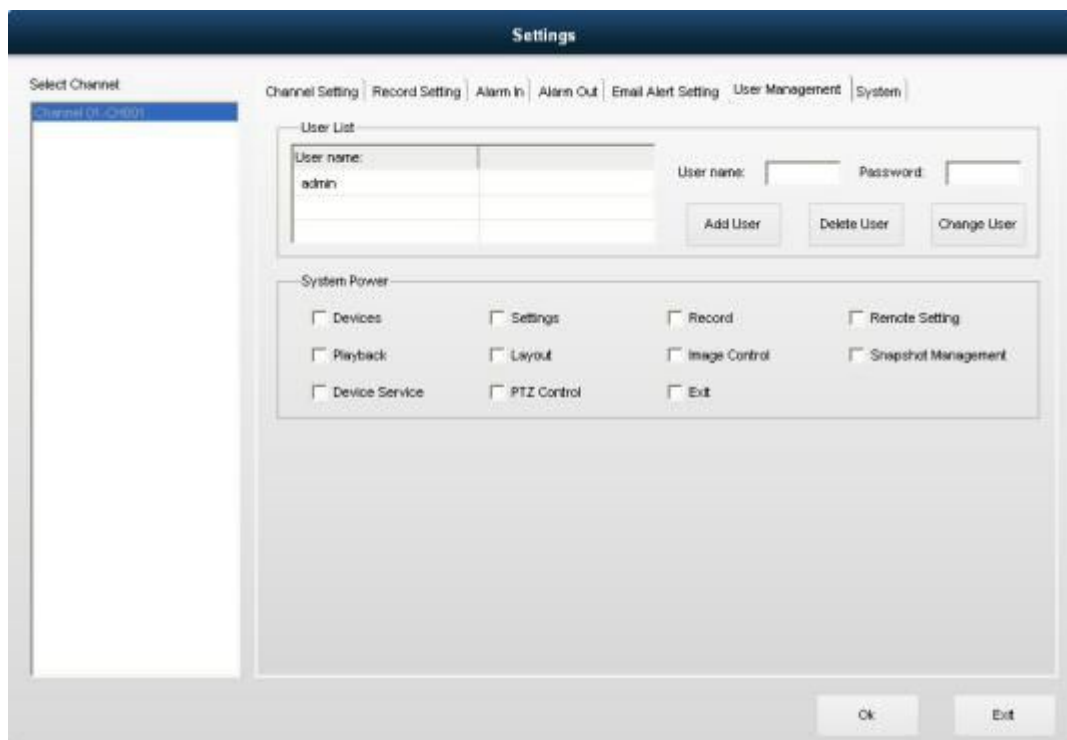 Settings
Select Channel
Channel 01-CH001
Channel Setting Record Setting Alarm In Alarm Out Email Alert Setting User Management System
User List
User name:
admin
User name: Password:
Add User Delete User Change User
System Power
Devices Settings Record Remote Setting
Playback Layout Image Control Snapshot Management
Device Service PTZ Control Exit
Ok Exit